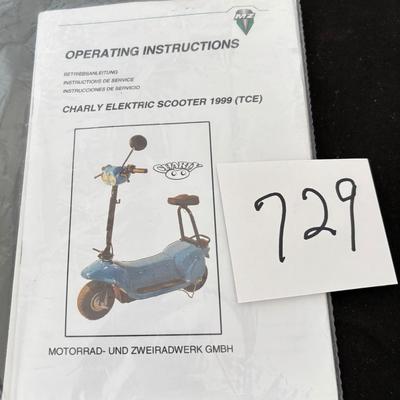 MZ
OPERATING INSTRUCTIONS
BETRIEBSANLEITUNG
INSTRUCTIONS DE SERVICE
INSTRUCCIONES DE SERVICIO
CHARLY ELEKTRIC SCOOTER 1999 (TCE)
CHARLY
729
MOTORRAD- UND ZWEIRADWERK GMBH